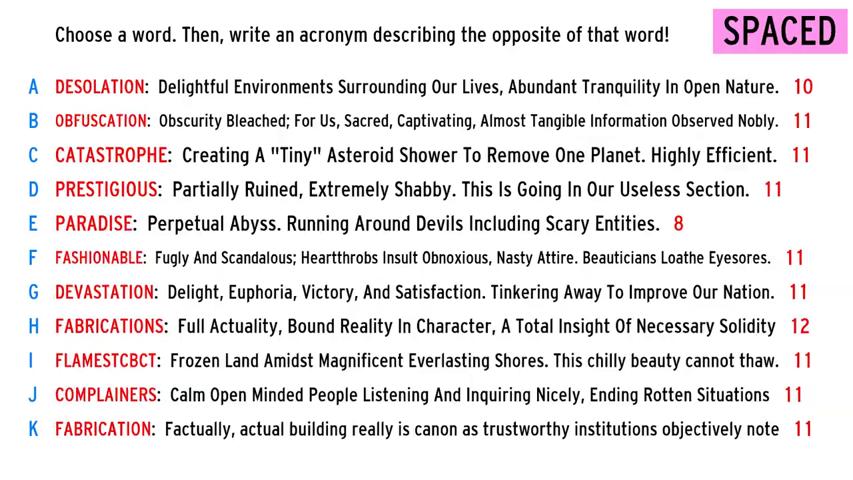 Choose a word. Then, write an acronym describing the opposite of that word!
SPACED
A DESOLATION: Delightful Environments Surrounding Our Lives, Abundant Tranquility In Open Nature. 10
B OBFUSCATION: Obscurity Bleached; For Us, Sacred, Captivating, Almost Tangible Information Observed Nobly. 11
C CATASTROPHE: Creating A "Tiny" Asteroid Shower To Remove One Planet. Highly Efficient. 11
D PRESTIGIOUS: Partially Ruined, Extremely Shabby. This Is Going In Our Useless Section. 11
E PARADISE: Perpetual Abyss. Running Around Devils Including Scary Entities. 8
F FASHIONABLE: Fugly And Scandalous; Heartthrobs Insult Obnoxious, Nasty Attire. Beauticians Loathe Eyesores. 11
G DEVASTATION: Delight, Euphoria, Victory, And Satisfaction. Tinkering Away To Improve Our Nation. 11
H FABRICATIONS: Full Actuality, Bound Reality In Character, A Total Insight Of Necessary Solidity 12
I FLAMESTCBCT: Frozen Land Amidst Magnificent Everlasting Shores. This chilly beauty cannot thaw. 11
J COMPLAINERS: Calm Open Minded People Listening And Inquiring Nicely, Ending Rotten Situations 11
K FABRICATION: Factually, actual building really is canon as trustworthy institutions objectively note 11